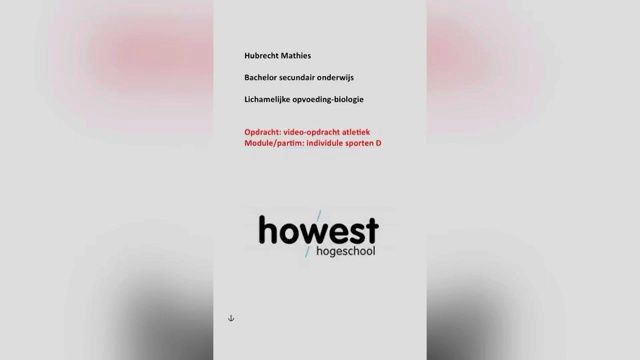 Hubrecht Mathies
Bachelor secundair onderwijs
Lichamelijke opvoeding-biologie
Opdracht: video-opdracht atletiek
Module/partim: individule sporten D
howest
hogeschool